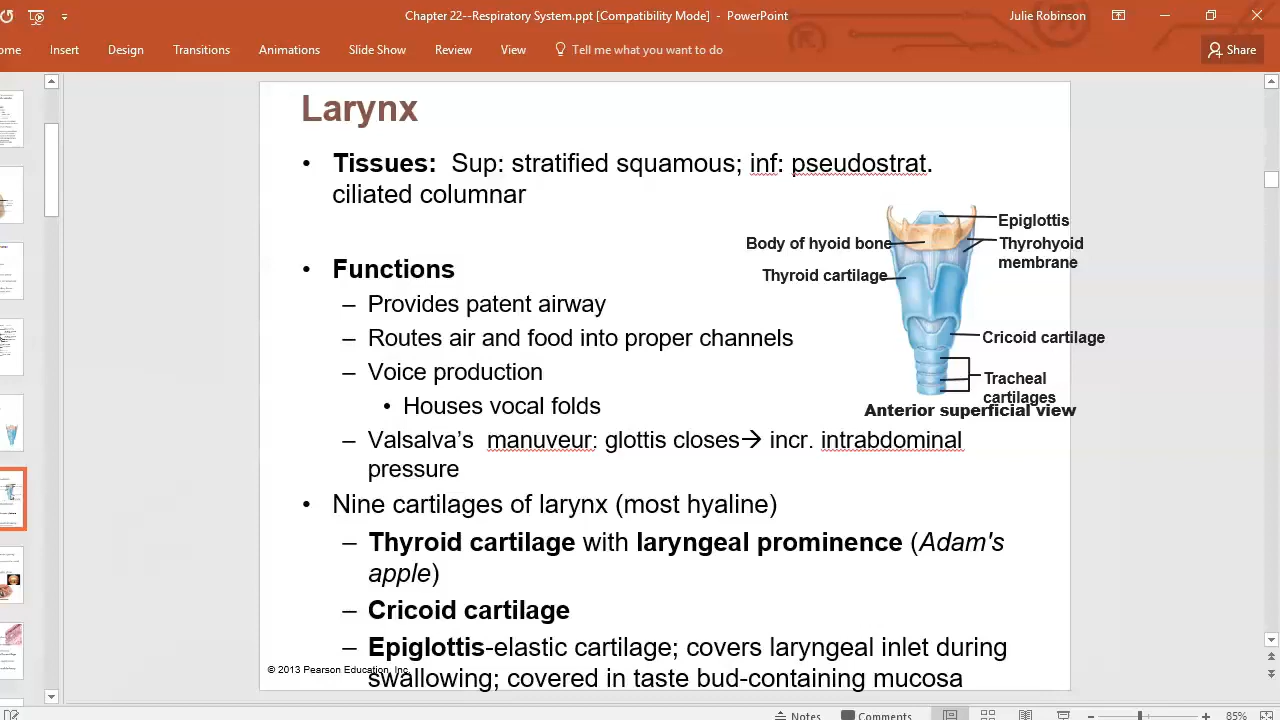 Chapter 22--Respiratory System.ppt [Compatibility Mode] - PowerPoint
Julie Robinson
Insert Design Transitions Animations Slide Show Review View Tell me what you want to do
Share
Larynx
• Tissues: Sup: stratified squamous; inf: pseudostrat.
ciliated columnar
• Functions
– Provides patent airway
– Routes air and food into proper channels
– Voice production
• Houses vocal folds
– Valsalva's manuveur: glottis closes→ incr. intrabdominal
pressure
• Nine cartilages of larynx (most hyaline)
– Thyroid cartilage with laryngeal prominence (Adam's
apple)
– Cricoid cartilage
– Epiglottis-elastic cartilage; covers laryngeal inlet during
swallowing; covered in taste bud-containing mucosa
Epiglottis
Body of hyoid bone
Thyrohyoid
membrane
Thyroid cartilage
Cricoid cartilage
Tracheal
cartilages
Anterior superficial view
© 2013 Pearson Education, Inc.
Notes
Comments
85%